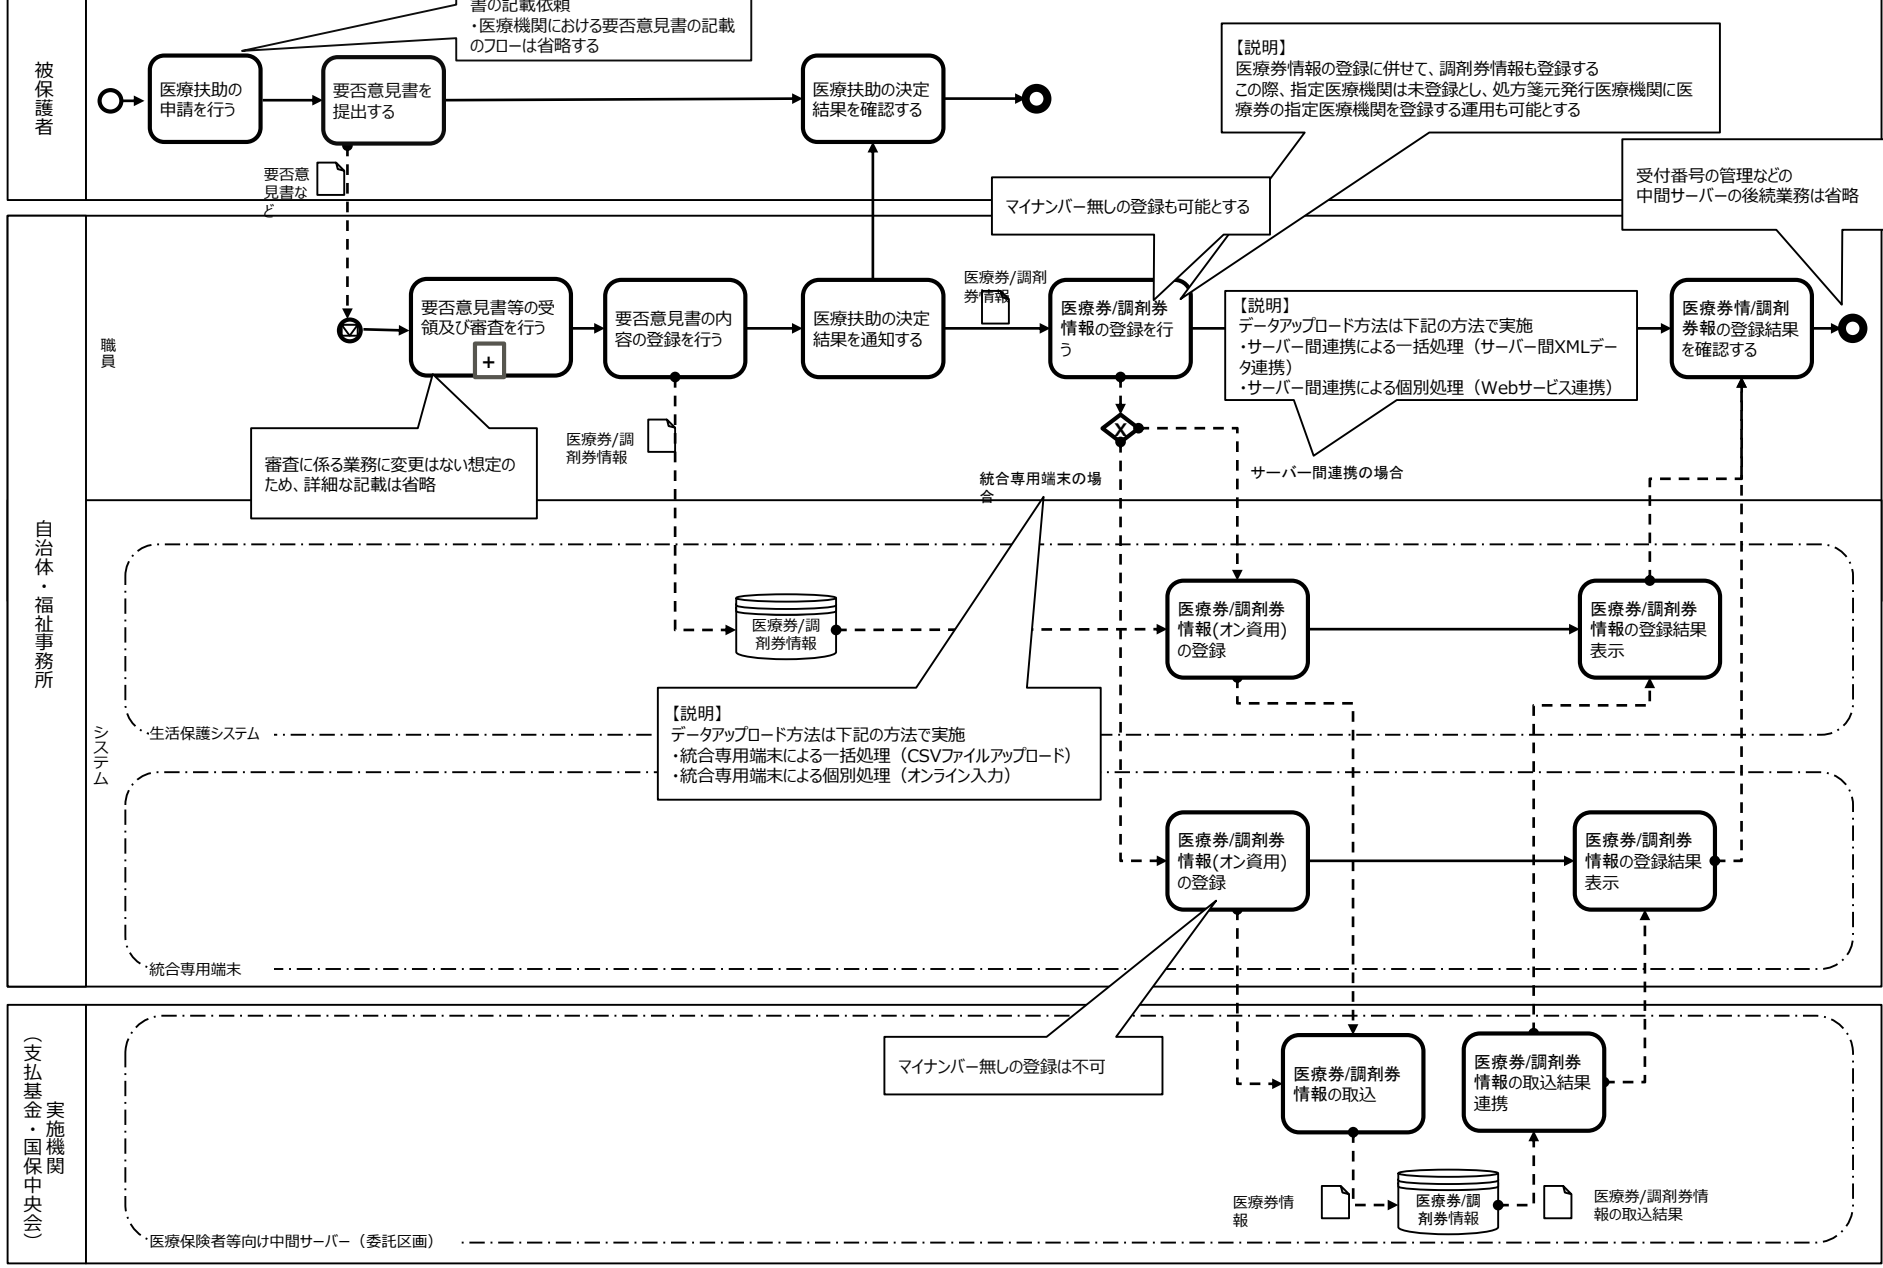 書の記載依頼
・医療機関における要否意見書の記載
のフローは省略する
【説明】
医療券情報の登録に併せて、調剤券情報も登録する
この際、指定医療機関は未登録とし、処方箋元発行医療機関に医
療券の指定医療機関を登録する運用も可能とする
被保護者
医療扶助の
申請を行う
要否意見書を
提出する
医療扶助の決定
結果を確認する
要否意
見書な
ど
マイナンバー無しの登録も可能とする
受付番号の管理などの
中間サーバーの後続業務は省略
自治体・福祉事務所
職員
要否意見書等の受
領及び審査を行う
+
要否意見書の内
容の登録を行う
医療扶助の決定
結果を通知する
医療券/調剤
券情報
医療券/調剤券
情報の登録を行
う
【説明】
データアップロード方法は下記の方法で実施
・サーバー間連携による一括処理（サーバー間XMLデー
タ連携）
・サーバー間連携による個別処理（Webサービス連携）
医療券情/調剤
券報の登録結果
を確認する
X
審査に係る業務に変更はない想定の
ため、詳細な記載は省略
医療券/調
剤券情報
統合専用端末の場
合
サーバー間連携の場合
システム
医療券/調
剤券情報
医療券/調剤券
情報(オン資用)
の登録
医療券/調剤券
情報の登録結果
表示
生活保護システム
【説明】
データアップロード方法は下記の方法で実施
・統合専用端末による一括処理（CSVファイルアップロード）
・統合専用端末による個別処理（オンライン入力）
医療券/調剤券
情報(オン資用)
の登録
医療券/調剤券
情報の登録結果
表示
統合専用端末
実施機関
（支払基金・国保中央会）
マイナンバー無しの登録は不可
医療券/調剤券
情報の取込
医療券/調剤券
情報の取込結果
連携
医療券情
報
医療券/調
剤券情報
医療券/調剤券情
報の取込結果
医療保険者等向け中間サーバー（委託区画）